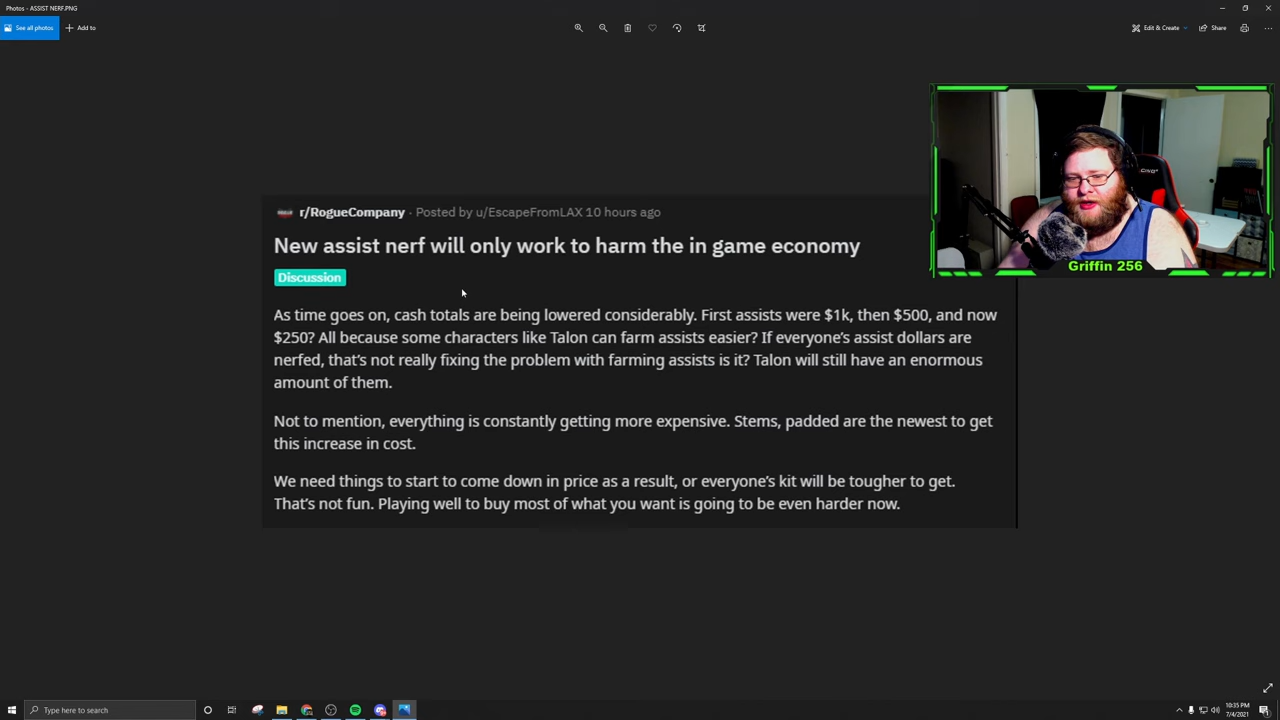 Photos - ASSIST NERF.PNG
See all photos
Add to
Edit & Create
Share
r/RogueCompany · Posted by u/EscapeFromLAX 10 hours ago
New assist nerf will only work to harm the in game economy
Discussion
As time goes on, cash totals are being lowered considerably. First assists were $1k, then $500, and now
$250? All because some characters like Talon can farm assists easier? If everyone's assist dollars are
nerfed, that's not really fixing the problem with farming assists is it? Talon will still have an enormous
amount of them.
Not to mention, everything is constantly getting more expensive. Stems, padded are the newest to get
this increase in cost.
We need things to start to come down in price as a result, or everyone's kit will be tougher to get.
That's not fun. Playing well to buy most of what you want is going to be even harder now.
Griffin 256
Type here to search
10:35 PM
7/4/2021